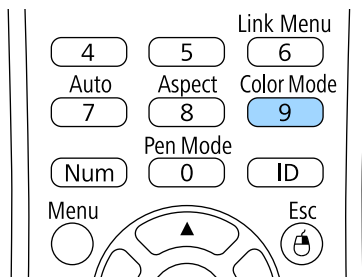 Link Menu
4 5 6
Auto Aspect Color Mode
7 8 9
Pen Mode
Num 0 ID
Menu Esc